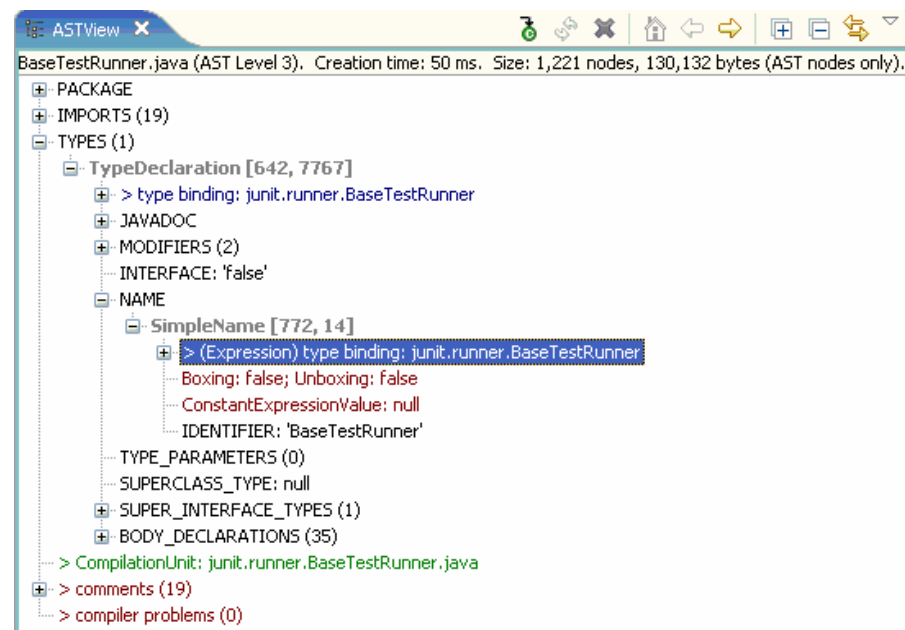 ASTView
BaseTestRunner.java (AST Level 3). Creation time: 50 ms. Size: 1,221 nodes, 130,132 bytes (AST nodes only).
PACKAGE
IMPORTS (19)
TYPES (1)
TypeDeclaration [642, 7767]
> type binding: junit.runner.BaseTestRunner
JAVADOC
MODIFIERS (2)
INTERFACE: 'false'
NAME
SimpleName [772, 14]
> (Expression) type binding: junit.runner.BaseTestRunner
Boxing: false; Unboxing: false
ConstantExpressionValue: null
IDENTIFIER: 'BaseTestRunner'
TYPE_PARAMETERS (0)
SUPERCLASS_TYPE: null
SUPER_INTERFACE_TYPES (1)
BODY_DECLARATIONS (35)
> CompilationUnit: junit.runner.BaseTestRunner.java
> comments (19)
> compiler problems (0)